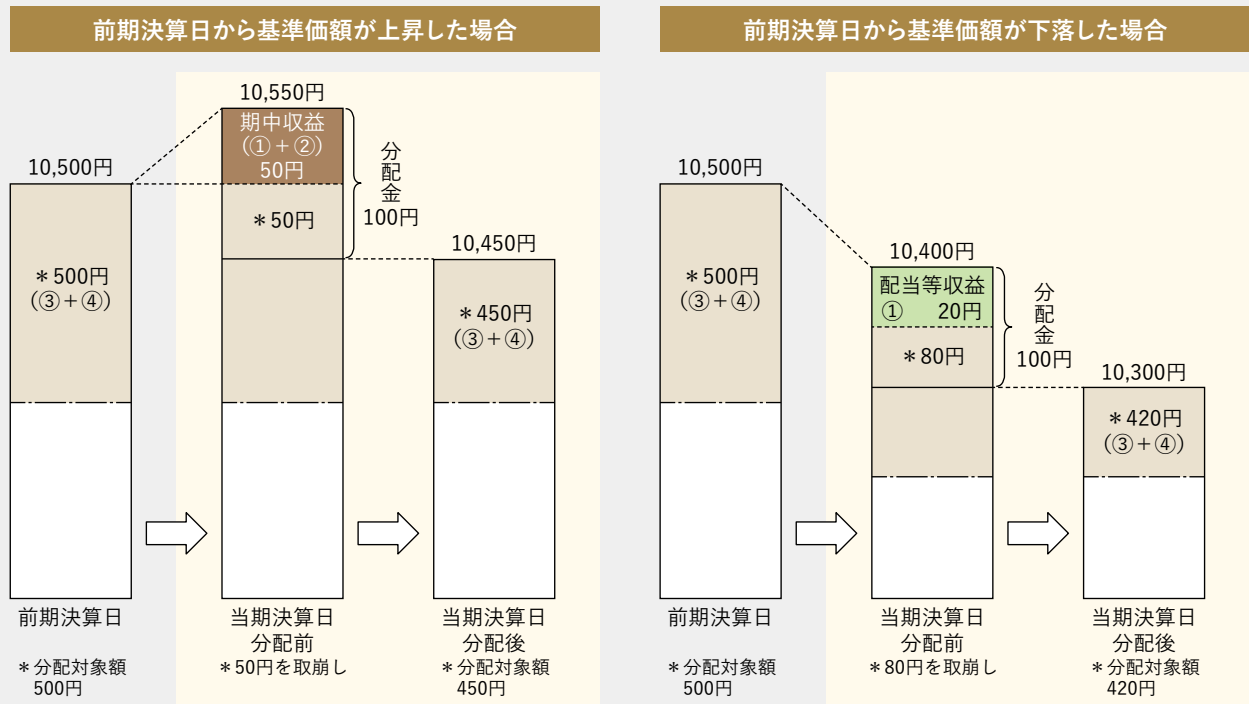 前期決算日から基準価額が上昇した場合
10,550円
期中収益
(①+②)
50円
分配金
100円
10,500円
*500円
(③+④)
*50円
10,450円
*450円
(③+④)
前期決算日
*分配対象額
500円
当期決算日
分配前
*50円を取崩し
当期決算日
分配後
*分配対象額
450円
前期決算日から基準価額が下落した場合
10,500円
*500円
(③+④)
10,400円
配当等収益
① 20円
*80円
分配金
100円
10,300円
*420円
(③+④)
前期決算日
*分配対象額
500円
当期決算日
分配前
*80円を取崩し
当期決算日
分配後
*分配対象額
420円